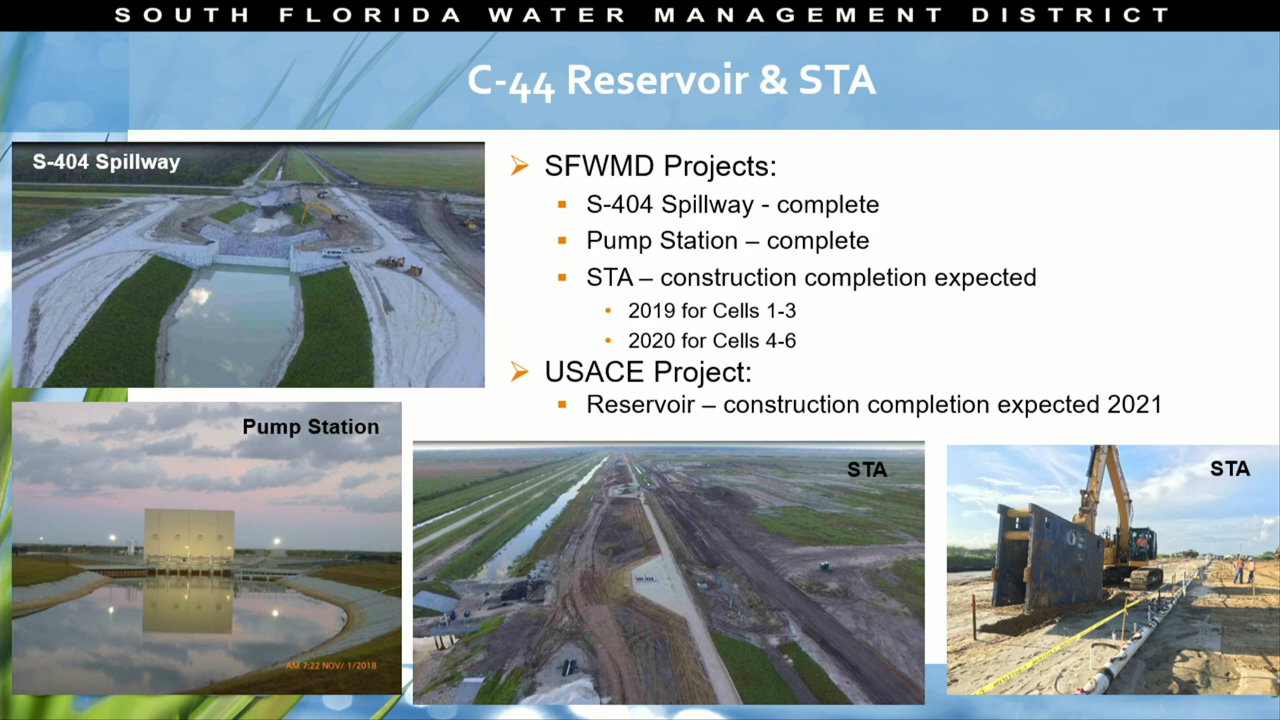 SOUTH FLORIDA WATER MANAGEMENT DISTRICT
C-44 Reservoir & STA
S-404 Spillway
SFWMD Projects:
S-404 Spillway - complete
Pump Station – complete
STA – construction completion expected
2019 for Cells 1-3
2020 for Cells 4-6
USACE Project:
Reservoir – construction completion expected 2021
Pump Station
AM 7:22 NOV/ 1/2018
STA
STA